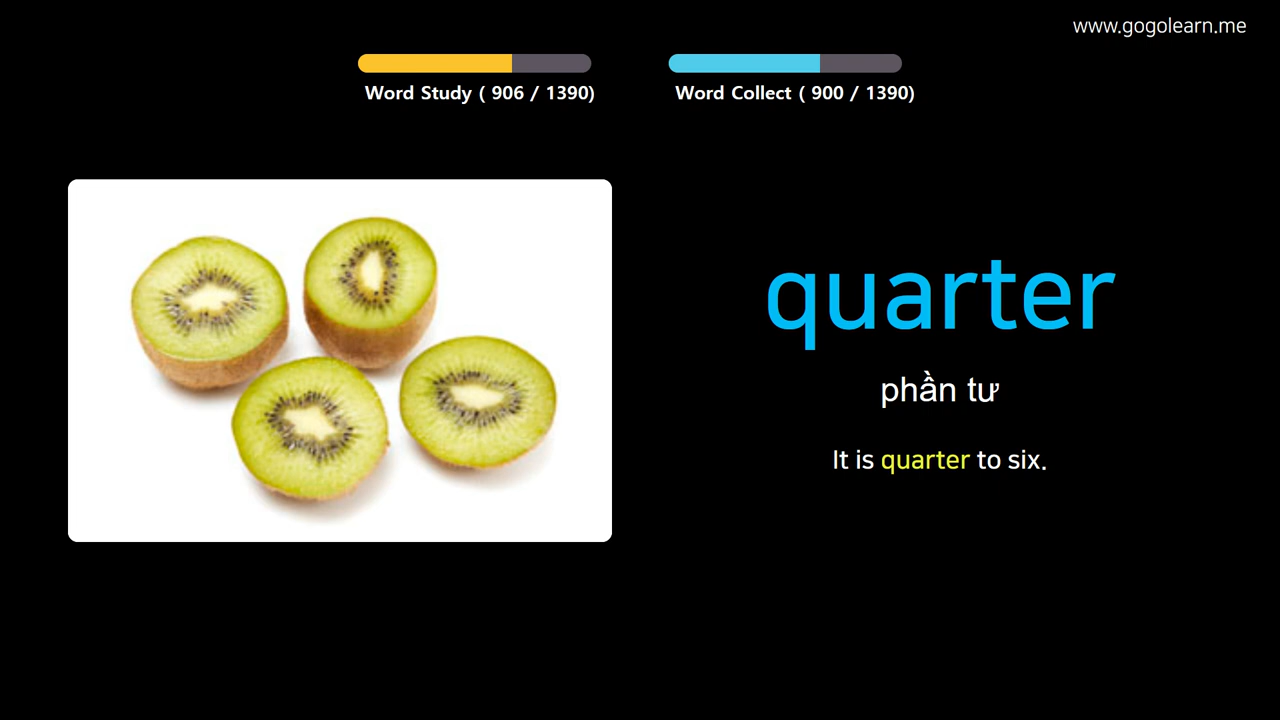 www.gogolearn.me
Word Study ( 906 / 1390)
Word Collect ( 900 / 1390)
quarter
phần tư
It is quarter to six.